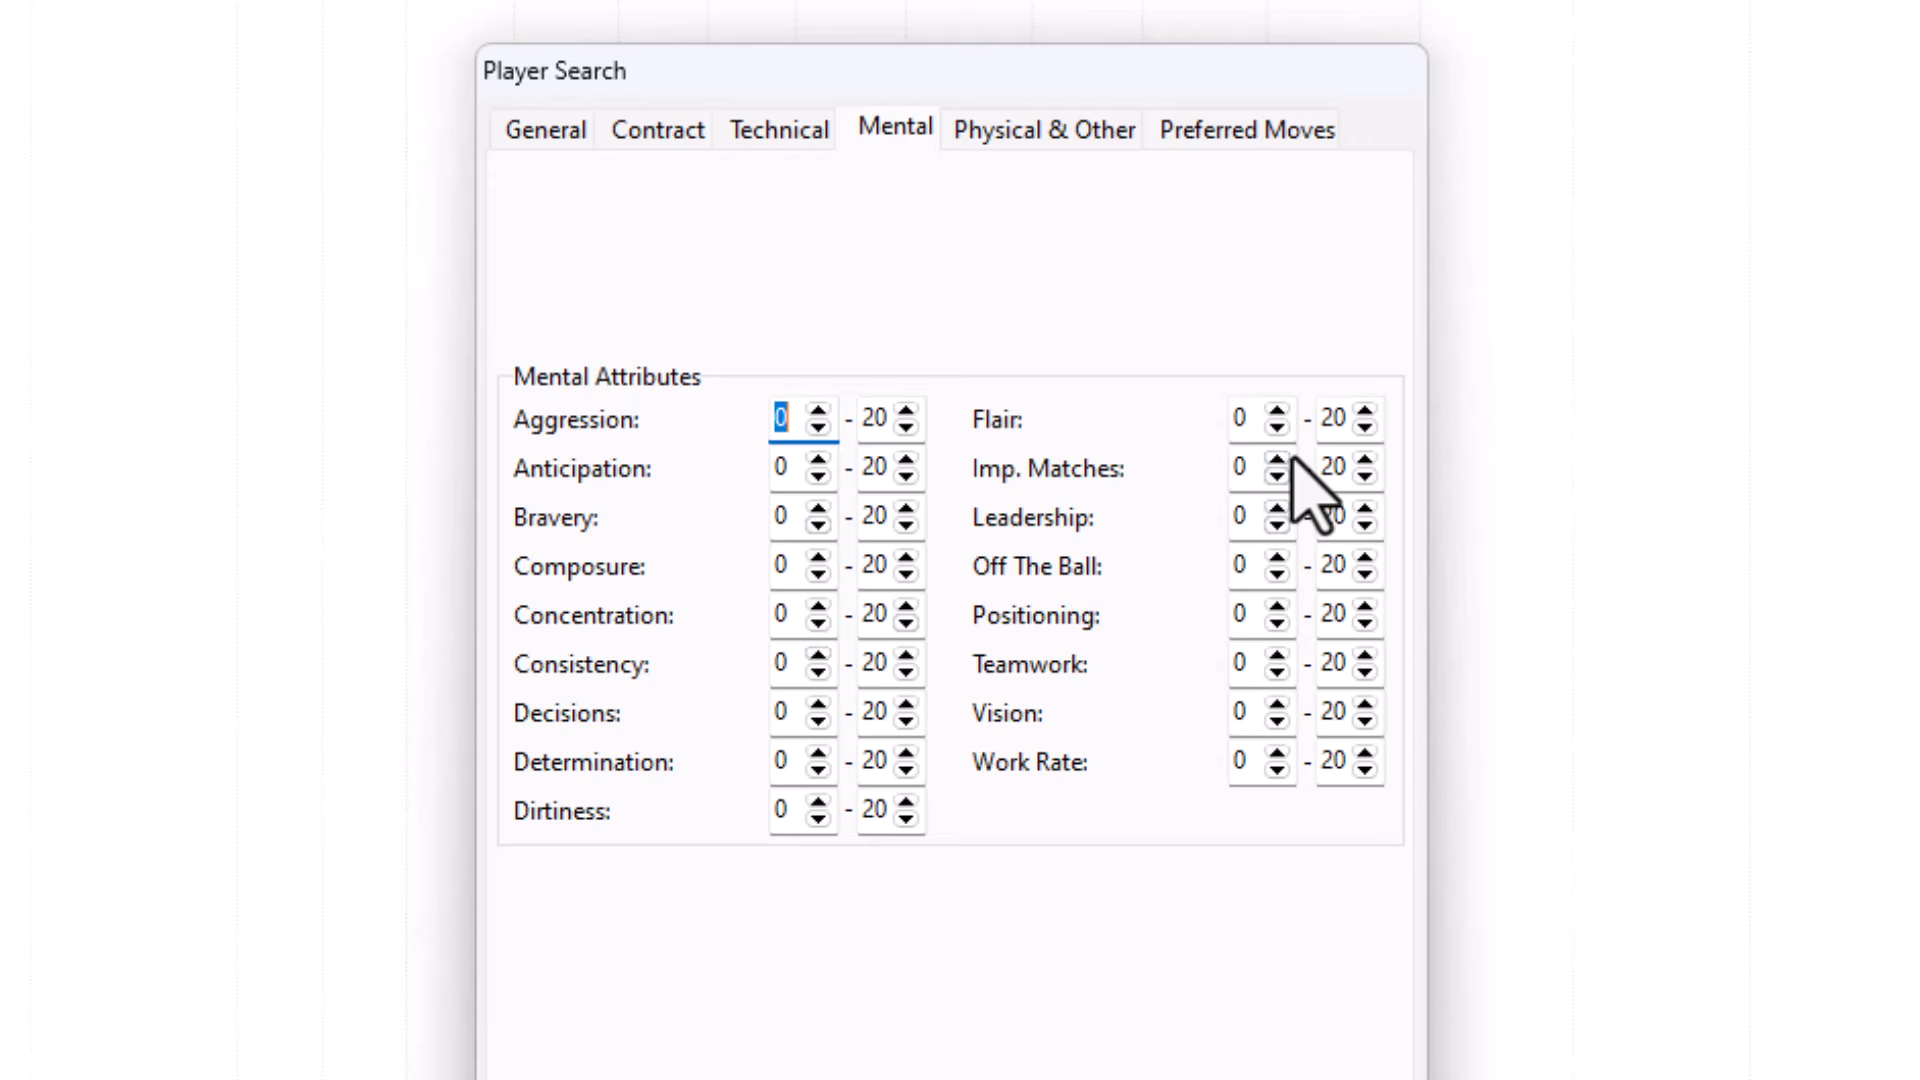 Player Search
General Contract Technical Mental Physical & Other Preferred Moves
Mental Attributes
Aggression: 0 - 20 Flair: 0 - 20
Anticipation: 0 - 20 Imp. Matches: 0 20
Bravery: 0 - 20 Leadership: 0 - 20
Composure: 0 - 20 Off The Ball: 0 - 20
Concentration: 0 - 20 Positioning: 0 - 20
Consistency: 0 - 20 Teamwork: 0 - 20
Decisions: 0 - 20 Vision: 0 - 20
Determination: 0 - 20 Work Rate: 0 - 20
Dirtiness: 0 - 20